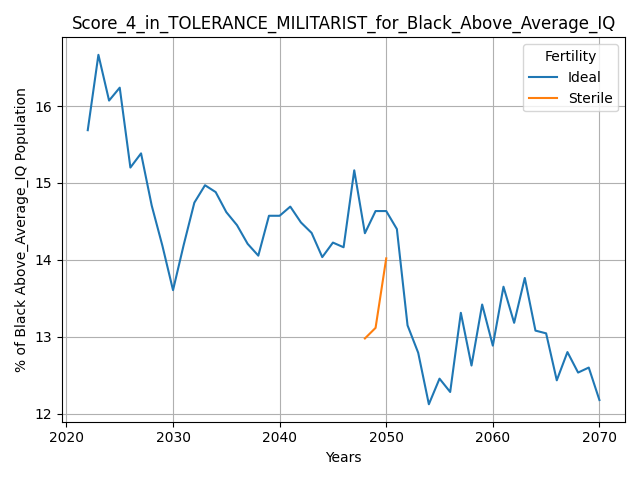 Score_4_in_TOLERANCE_MILITARIST_for_Black_Above_Average_IQ
Fertility
Ideal
Sterile
% of Black Above_Average_IQ Population
16
15
14
13
12
2020 2030 2040 2050 2060 2070
Years